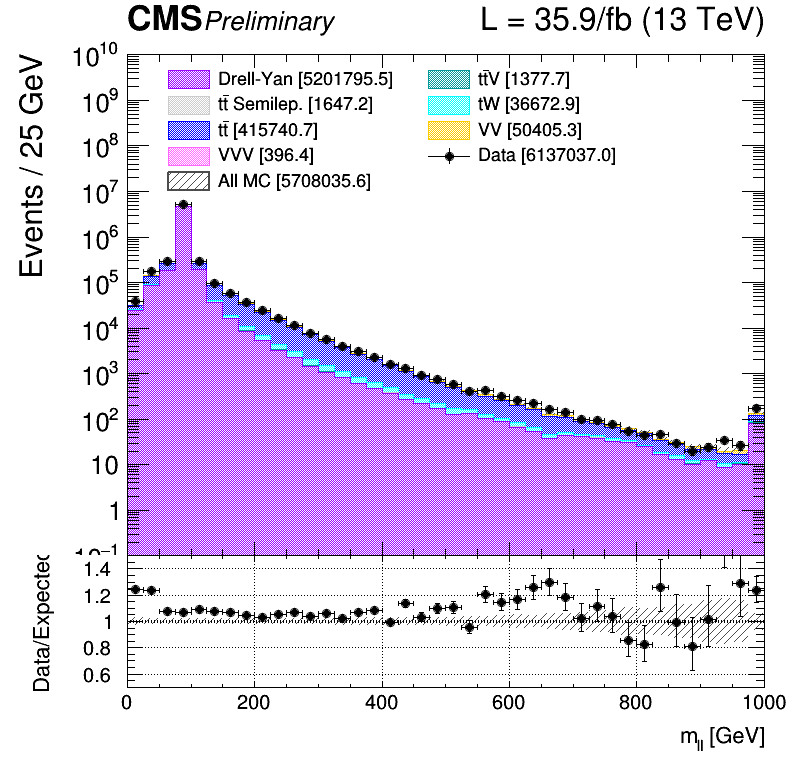 CMS Preliminary L = 35.9/fb (13 TeV)
Events / 25 GeV
10^10
10^9
10^8
10^7
10^6
10^5
10^4
10^3
10^2
10
1
10^-1
Drell-Yan [5201795.5]
tt̄ Semilep. [1647.2]
tt̄ [415740.7]
VVV [396.4]
All MC [5708035.6]
tt̄V [1377.7]
tW [36672.9]
VV [50405.3]
Data [6137037.0]
Data/Expected
1.4
1.2
1
0.8
0.6
0 200 400 600 800 1000
m_ll [GeV]